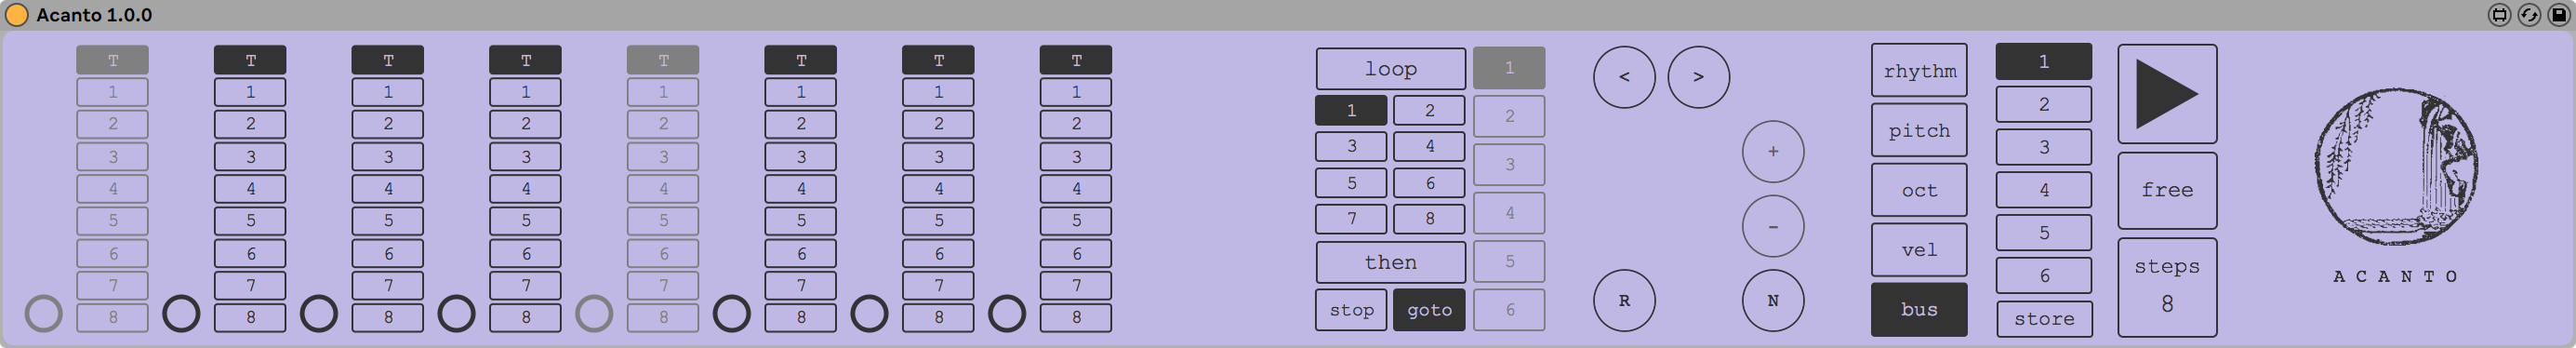 Acanto 1.0.0
T T T T T T T T
1 1 1 1 1 1 1 1
2 2 2 2 2 2 2 2
3 3 3 3 3 3 3 3
4 4 4 4 4 4 4 4
5 5 5 5 5 5 5 5
6 6 6 6 6 6 6 6
7 7 7 7 7 7 7 7
8 8 8 8 8 8 8 8
loop
1 2
3 4
5 6
7 8
then
stop goto
1
2
3
4
5
6
< >
+
-
R N
rhythm
pitch
oct
vel
bus
1
2
3
4
5
6
store
free
steps
8
ACANTO